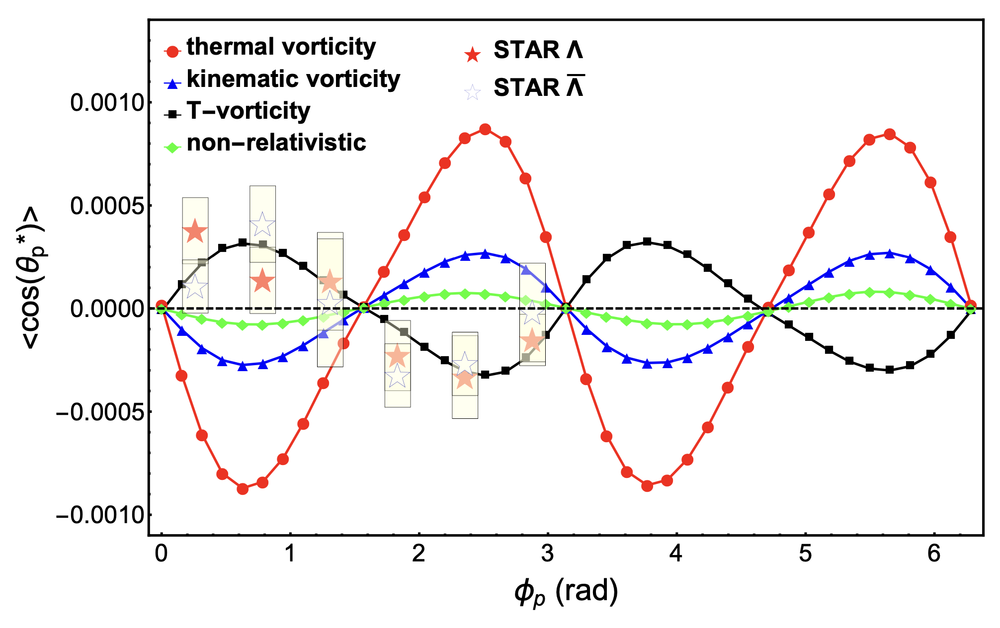 thermal vorticity
kinematic vorticity
T−vorticity
non−relativistic
STAR Λ
STAR Λ̅
<cos(θp*)>
0.0010
0.0005
0.0000
−0.0005
−0.0010
0 1 2 3 4 5 6
ϕp (rad)